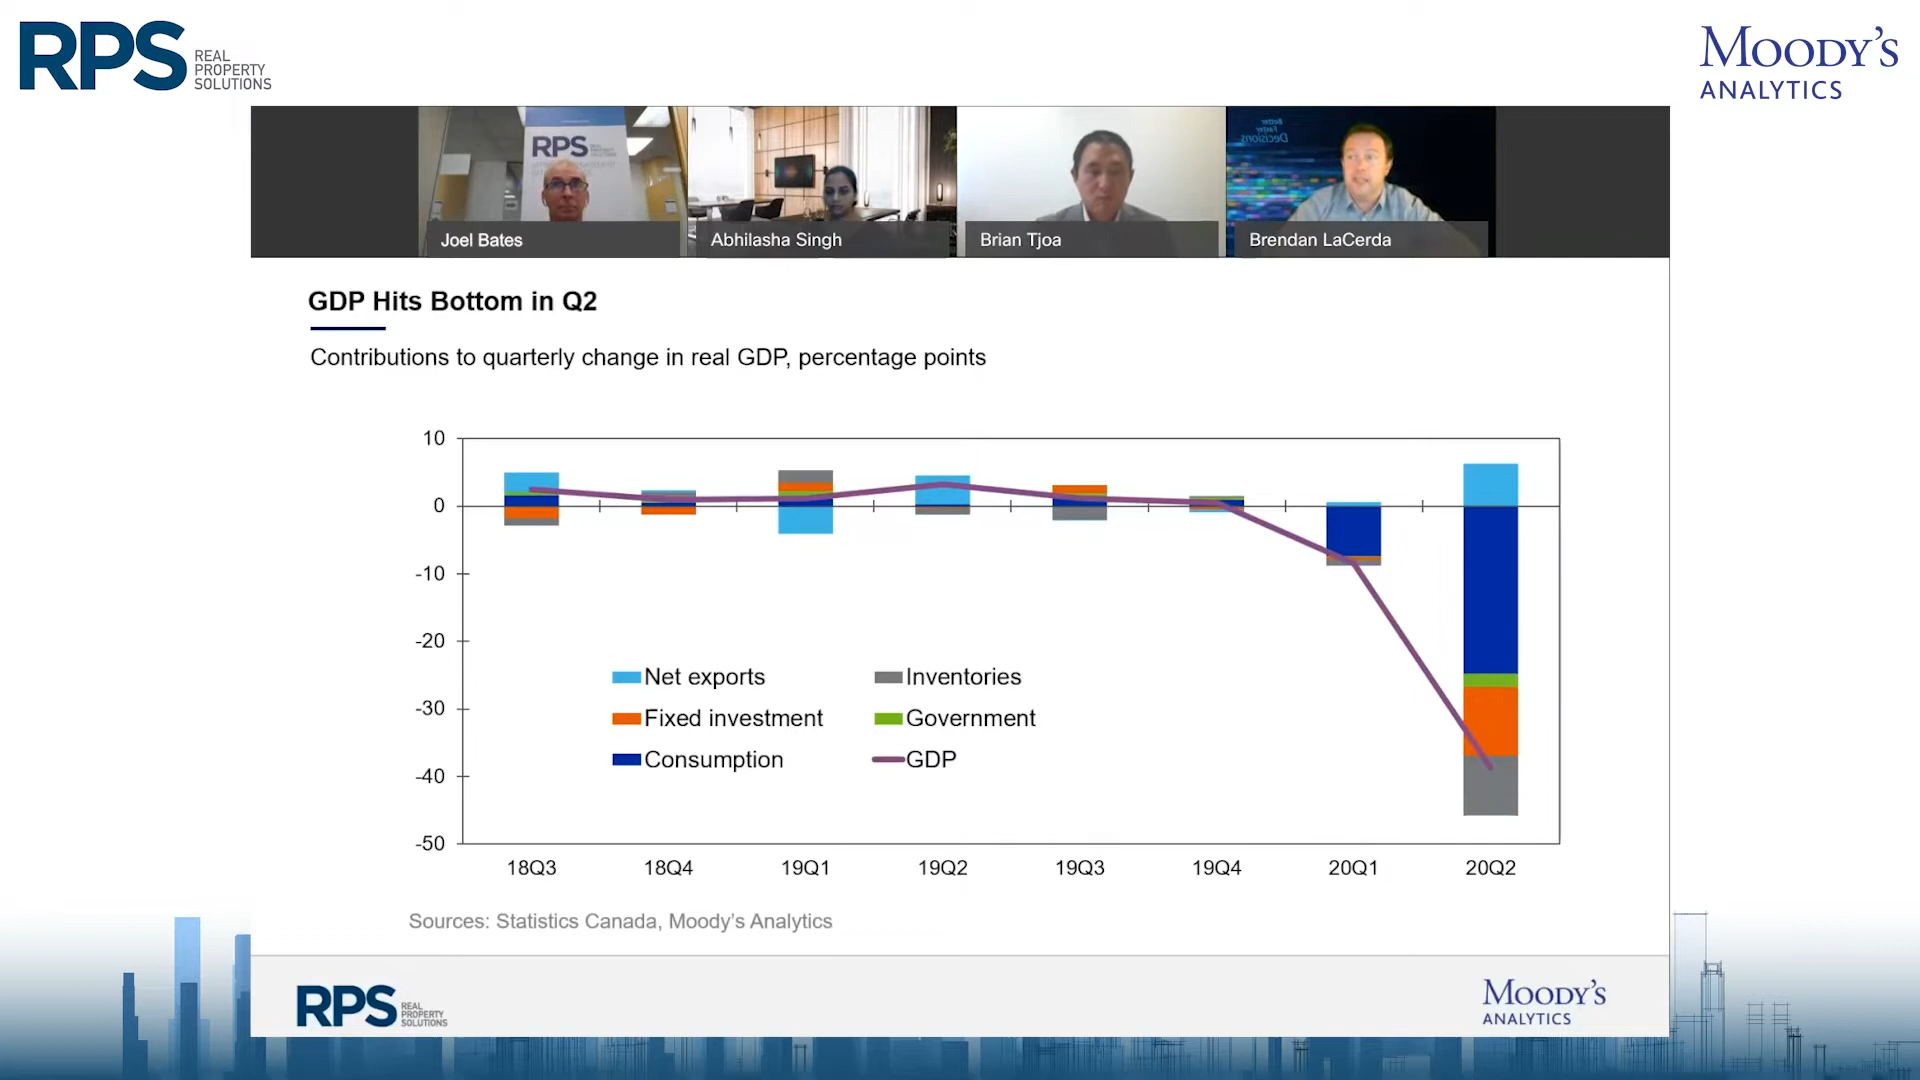 RPS REAL
PROPERTY
SOLUTIONS
MOODY'S
ANALYTICS
RPS
Better
Faster
Decisions
Joel Bates
Abhilasha Singh
Brian Tjoa
Brendan LaCerda
GDP Hits Bottom in Q2
Contributions to quarterly change in real GDP, percentage points
10
0
-10
-20
-30
-40
-50
Net exports
Inventories
Fixed investment
Government
Consumption
GDP
18Q3 18Q4 19Q1 19Q2 19Q3 19Q4 20Q1 20Q2
Sources: Statistics Canada, Moody's Analytics
RPS REAL
PROPERTY
SOLUTIONS
MOODY'S
ANALYTICS